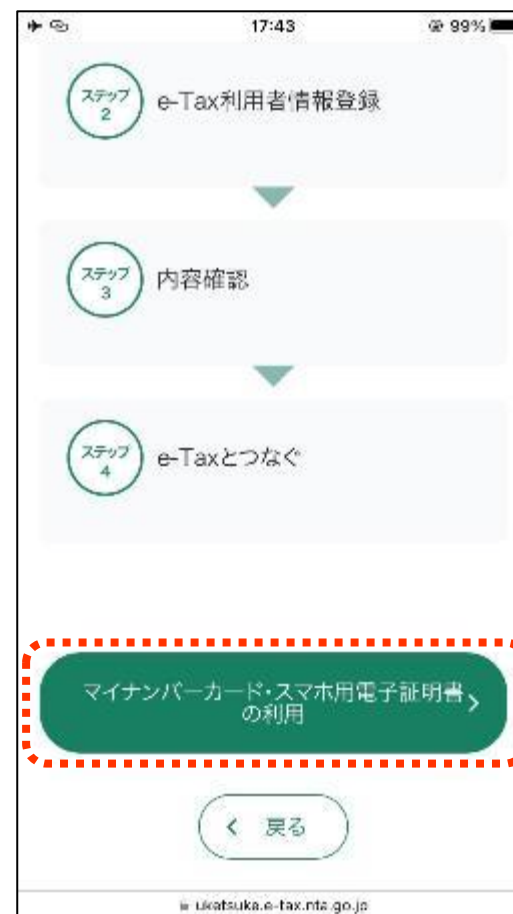 17:43
99%
ステップ
2
e-Tax利用者情報登録
ステップ
3
内容確認
ステップ
4
e-Taxとつなぐ
マイナンバーカード・スマホ用電子証明書
の利用
戻る
uketsuke.e-tax.nta.go.jp